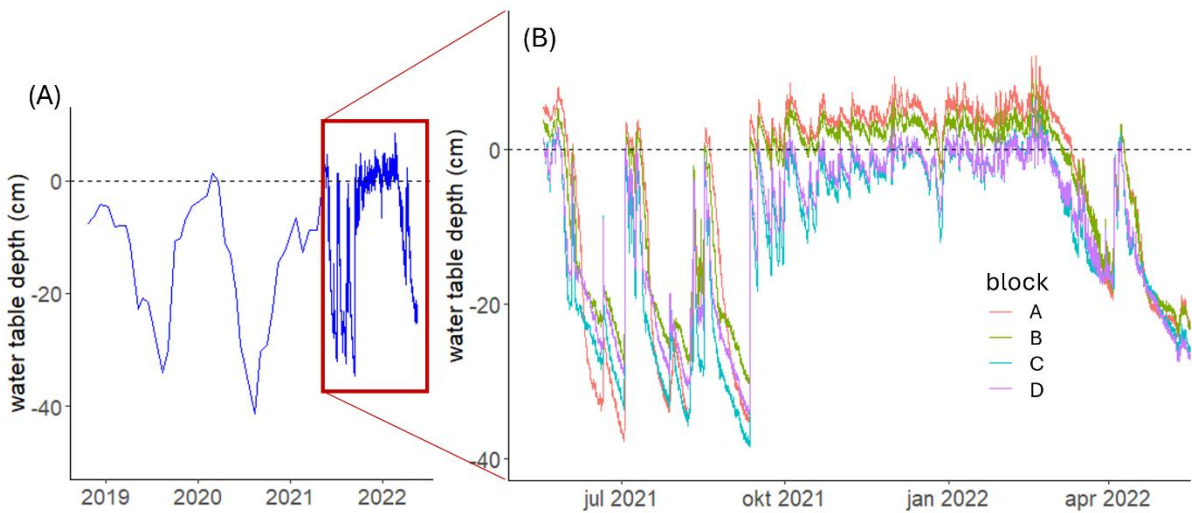 (A)
water table depth (cm)
0
-20
-40
2019 2020 2021 2022
(B)
water table depth (cm)
0
-20
-40
jul 2021 okt 2021 jan 2022 apr 2022
block
A
B
C
D